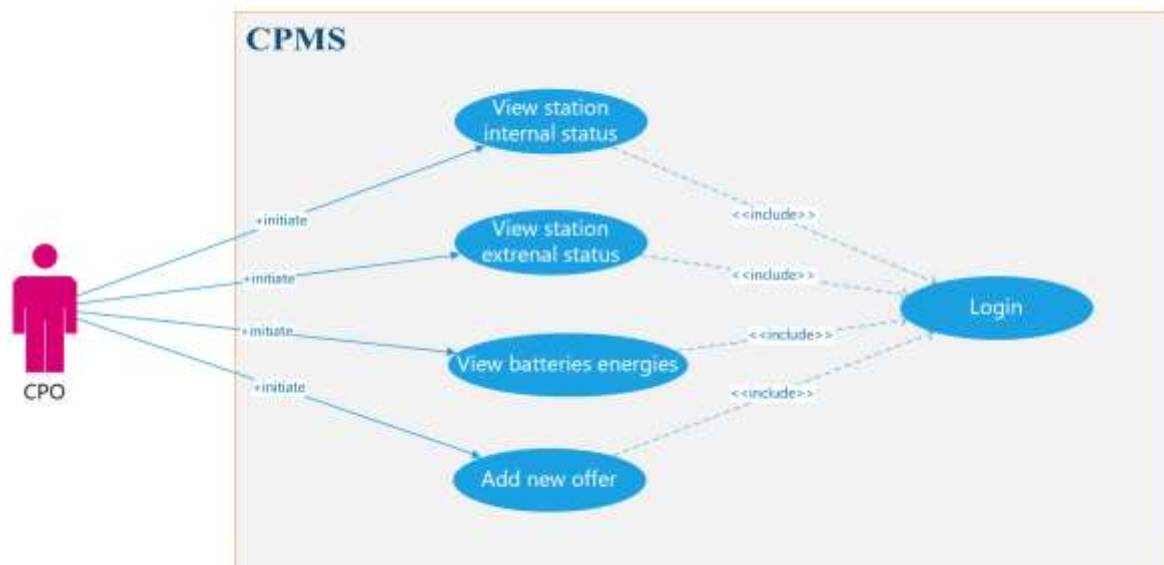 CPMS
View station
internal status
+initiate
<<include>>
View station
extrenal status
+initiate
<<include>>
CPO
Login
+initiate
<<include>>
View batteries energies
+initiate
<<include>>
Add new offer